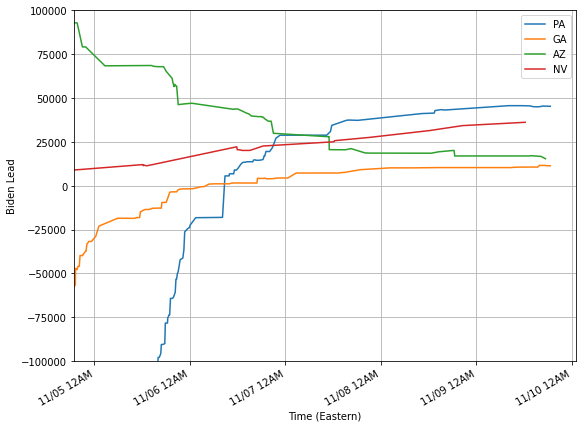 100000
75000
50000
25000
0
−25000
−50000
−75000
−100000
Biden Lead
PA
GA
AZ
NV
11/05 12AM
11/06 12AM
11/07 12AM
11/08 12AM
11/09 12AM
11/10 12AM
Time (Eastern)